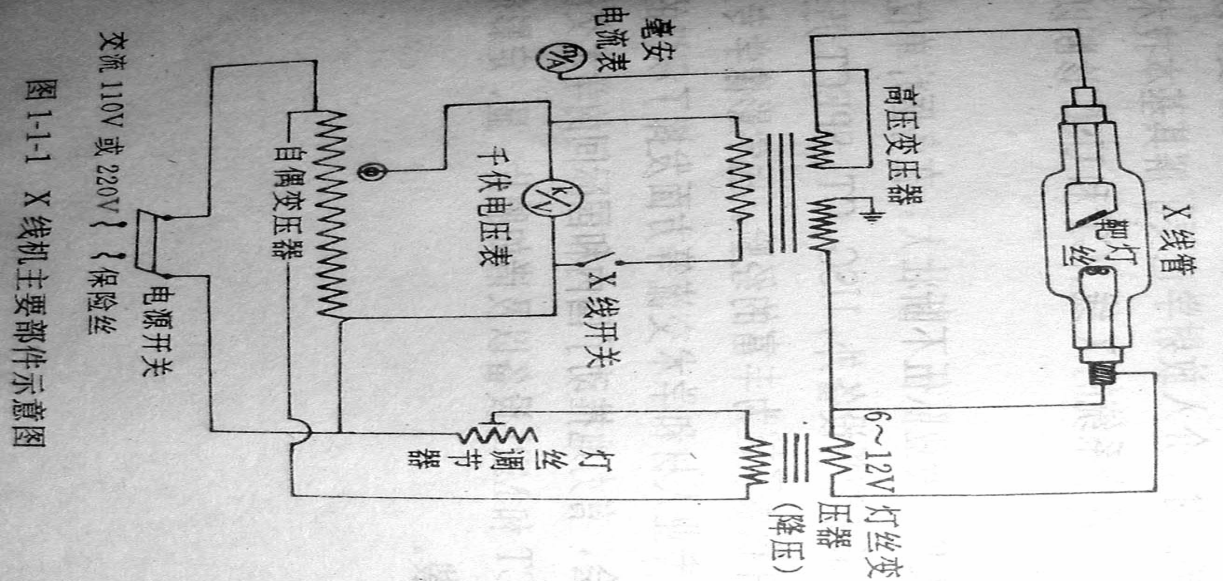 X线管
靶
灯丝
高压变压器
毫安
电流表
mA
6～12V
灯丝变
压器
(降压)
千伏电压表
kV
X线开关
灯丝
调节器
自偶变压器
交流 110V 或 220V
保险丝
电源开关
图 1-1-1 X 线机主要部件示意图